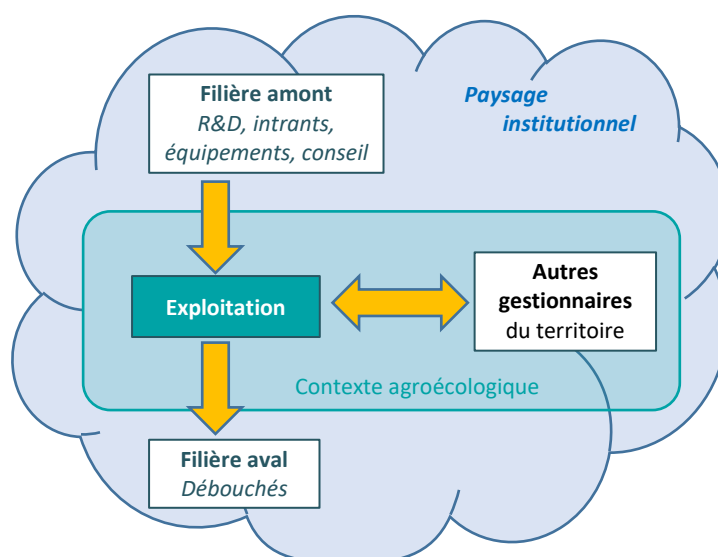 Filière amont
R&D, intrants,
équipements, conseil
Paysage
institutionnel
Exploitation
Autres
gestionnaires
du territoire
Contexte agroécologique
Filière aval
Débouchés